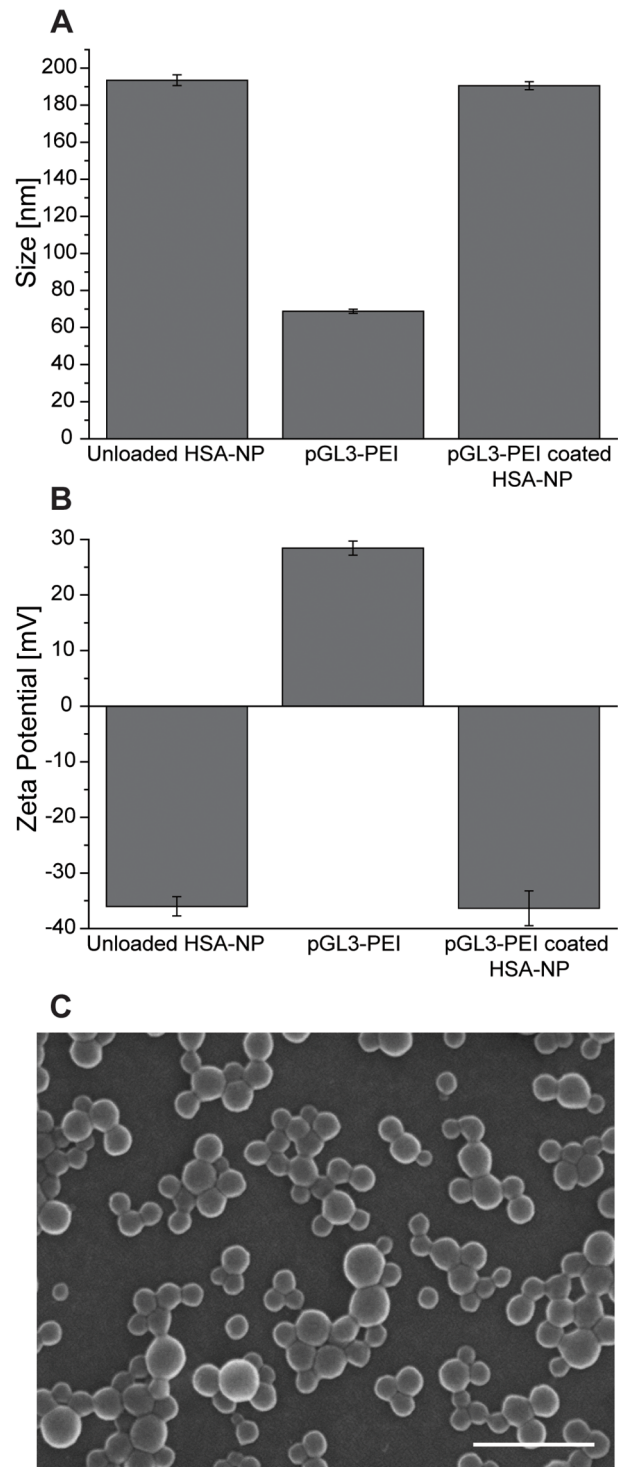 A
Size [nm]
200
180
160
140
120
100
80
60
40
20
0
Unloaded HSA-NP
pGL3-PEI
pGL3-PEI coated
HSA-NP
B
Zeta Potential [mV]
30
20
10
0
-10
-20
-30
-40
Unloaded HSA-NP
pGL3-PEI
pGL3-PEI coated
HSA-NP
C